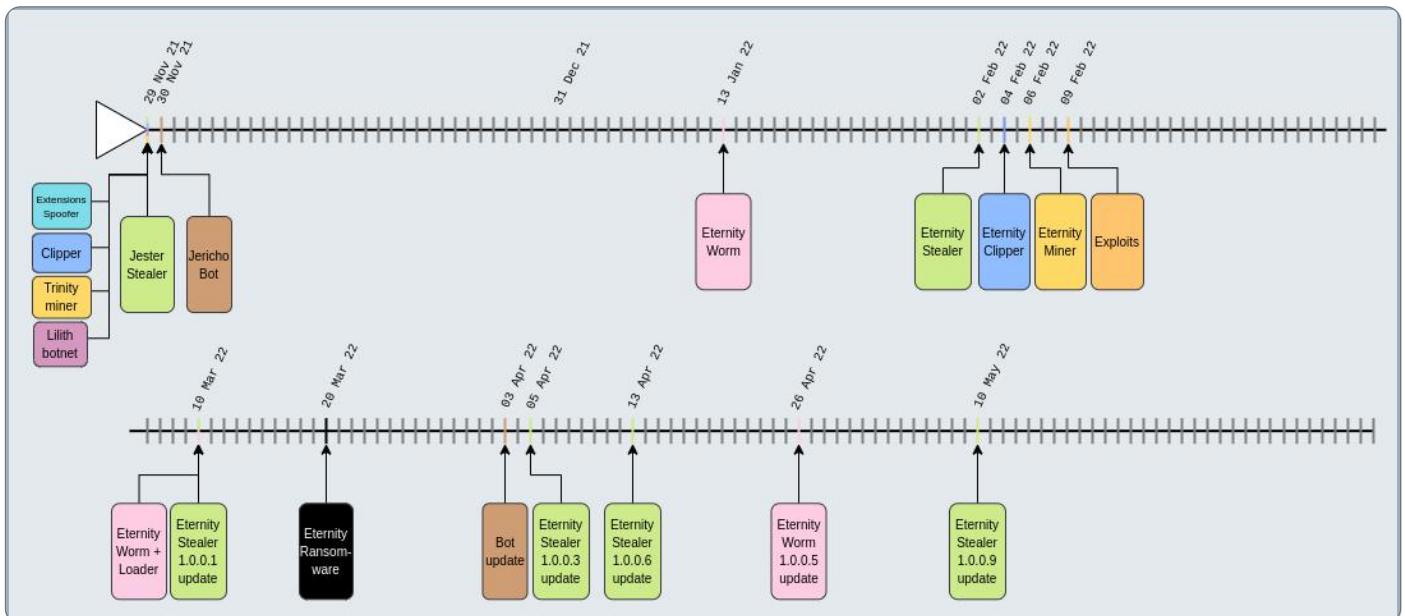 29 Nov 21
30 Nov 21
31 Dec 21
13 Jan 22
02 Feb 22
04 Feb 22
06 Feb 22
09 Feb 22
Extensions
Spoofer
Clipper
Trinity
miner
Lilith
botnet
Jester
Stealer
Jericho
Bot
Eternity
Worm
Eternity
Stealer
Eternity
Clipper
Eternity
Miner
Exploits
10 Mar 22
20 Mar 22
03 Apr 22
05 Apr 22
13 Apr 22
26 Apr 22
10 May 22
Eternity
Worm +
Loader
Eternity
Stealer
1.0.0.1
update
Eternity
Ransom-
ware
Bot
update
Eternity
Stealer
1.0.0.3
update
Eternity
Stealer
1.0.0.6
update
Eternity
Worm
1.0.0.5
update
Eternity
Stealer
1.0.0.9
update